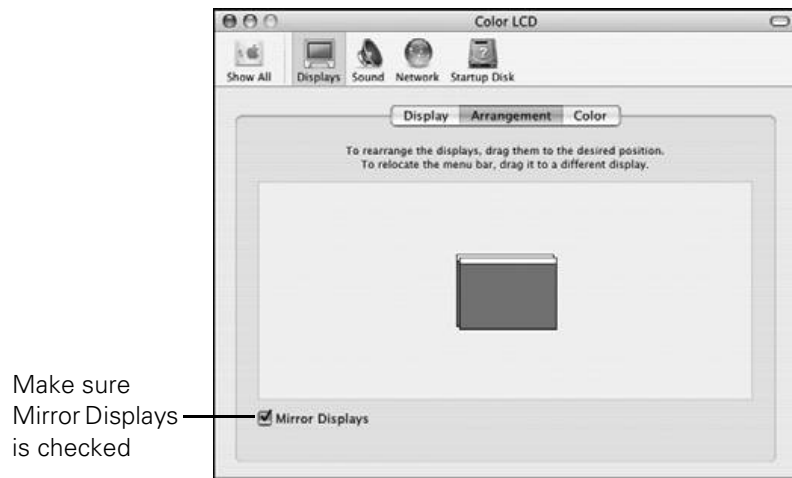 Color LCD
Show All Displays Sound Network Startup Disk
Display Arrangement Color
To rearrange the displays, drag them to the desired position.
To relocate the menu bar, drag it to a different display.
Make sure
Mirror Displays
is checked
Mirror Displays